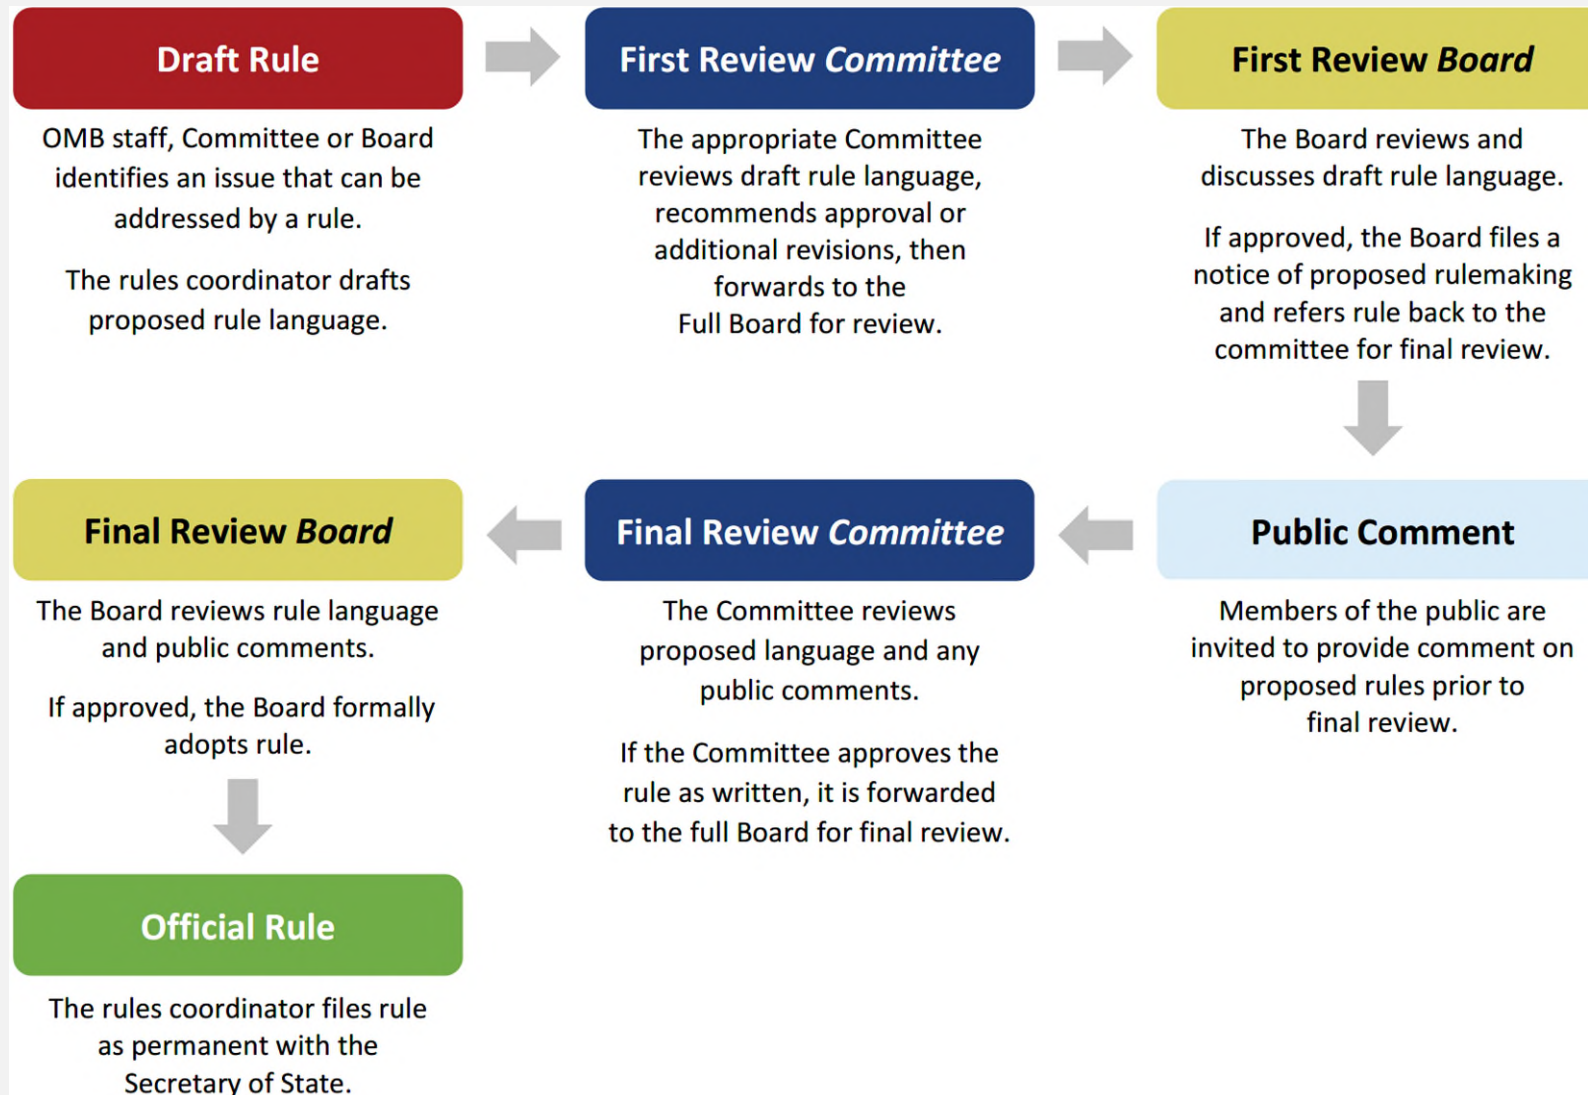 Draft Rule
OMB staff, Committee or Board
identifies an issue that can be
addressed by a rule.
The rules coordinator drafts
proposed rule language.
First Review Committee
The appropriate Committee
reviews draft rule language,
recommends approval or
additional revisions, then
forwards to the
Full Board for review.
First Review Board
The Board reviews and
discusses draft rule language.
If approved, the Board files a
notice of proposed rulemaking
and refers rule back to the
committee for final review.
Public Comment
Members of the public are
invited to provide comment on
proposed rules prior to
final review.
Final Review Committee
The Committee reviews
proposed language and any
public comments.
If the Committee approves the
rule as written, it is forwarded
to the full Board for final review.
Final Review Board
The Board reviews rule language
and public comments.
If approved, the Board formally
adopts rule.
Official Rule
The rules coordinator files rule
as permanent with the
Secretary of State.